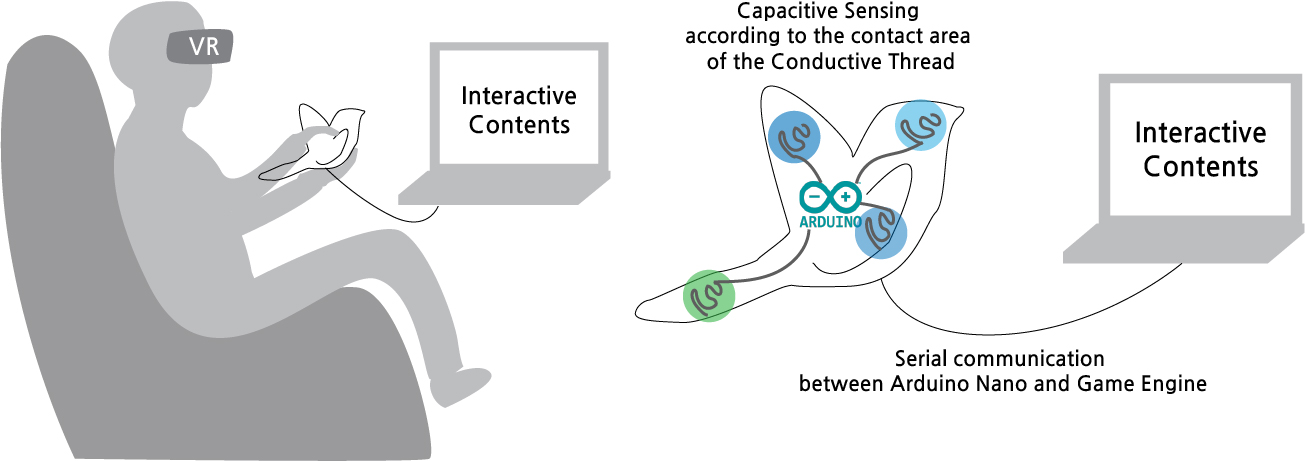 VR
Interactive
Contents
Capacitive Sensing
according to the contact area
of the Conductive Thread
ARDUINO
Interactive
Contents
Serial communication
between Arduino Nano and Game Engine